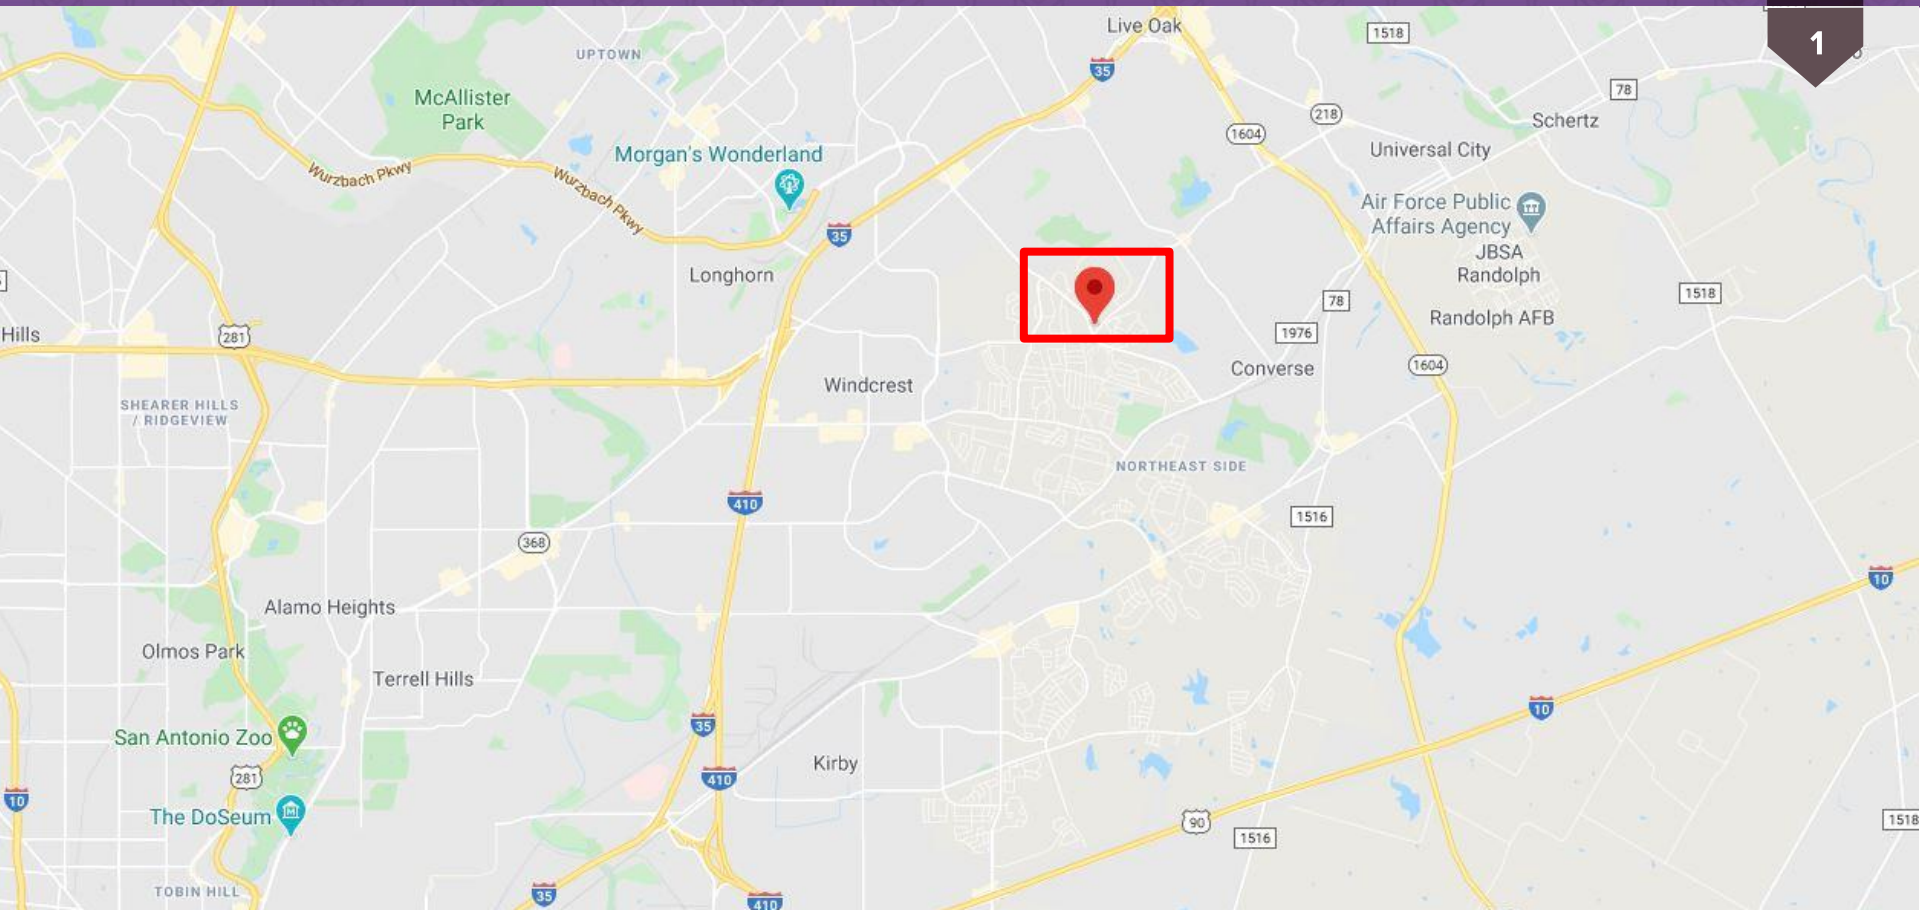 Live Oak
1518
1
UPTOWN
35
78
McAllister
Park
218
Schertz
1604
Universal City
Morgan's Wonderland
Wurzbach Pkwy
Wurzbach Pkwy
Air Force Public
Affairs Agency
35
JBSA
Randolph
Longhorn
1518
78
Randolph AFB
1976
Hills
281
Converse
1604
Windcrest
SHEARER HILLS
/ RIDGEVIEW
NORTHEAST SIDE
410
1516
368
10
Alamo Heights
Olmos Park
Terrell Hills
10
35
San Antonio Zoo
Kirby
281
410
10
The DoSeum
90
1518
1516
TOBIN HILL
35
410